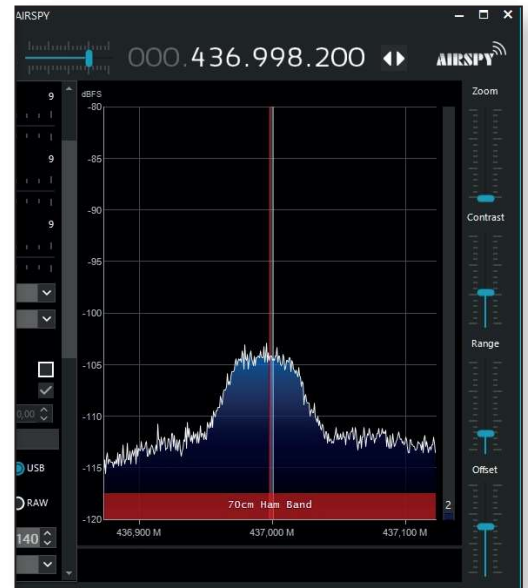 AIRSPY
000.436.998.200
AIRSPY
9
9
9
0,00
USB
RAW
140
dBFS
-80
-85
-90
-95
-100
-105
-110
-115
-120
70cm Ham Band
2
436,900 M
437,000 M
437,100 M
Zoom
Contrast
Range
Offset